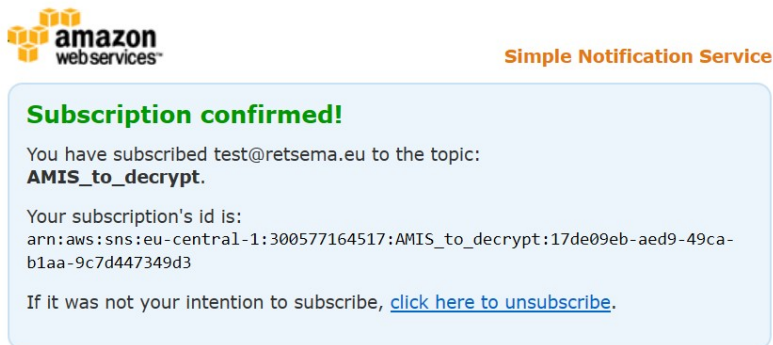 amazon
webservices™
Simple Notification Service
Subscription confirmed!
You have subscribed test@retsema.eu to the topic:
AMIS_to_decrypt.
Your subscription's id is:
arn:aws:sns:eu-central-1:300577164517:AMIS_to_decrypt:17de09eb-aed9-49ca-
b1aa-9c7d447349d3
If it was not your intention to subscribe, click here to unsubscribe.